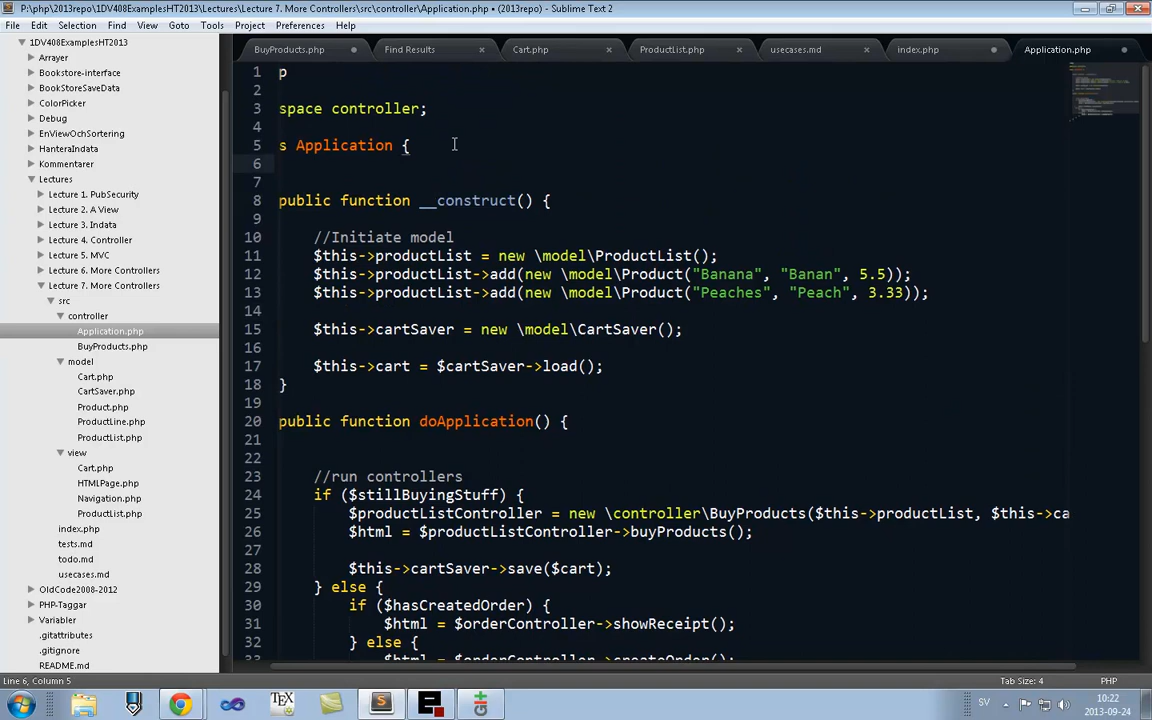 P:\php\2013repo\1DV408ExamplesHT2013\Lectures\Lecture 7. More Controllers\src\controller\Application.php • (2013repo) - Sublime Text 2
File Edit Selection Find View Goto Tools Project Preferences Help
1DV408ExamplesHT2013
Arrayer
Bookstore-interface
BookStoreSaveData
ColorPicker
Debug
EnViewOchSortering
HanteraIndata
Kommentarer
Lectures
Lecture 1. PubSecurity
Lecture 2. A View
Lecture 3. Indata
Lecture 4. Controller
Lecture 5. MVC
Lecture 6. More Controllers
Lecture 7. More Controllers
src
controller
Application.php
BuyProducts.php
model
Cart.php
CartSaver.php
Product.php
ProductLine.php
ProductList.php
view
Cart.php
HTMLPage.php
Navigation.php
ProductList.php
index.php
tests.md
todo.md
usecases.md
OldCode2008-2012
PHP-Taggar
Variabler
.gitattributes
.gitignore
README.md
BuyProducts.php Find Results Cart.php ProductList.php usecases.md index.php Application.php
1 p
2
3 space controller;
4
5 s Application {
6
7
8 public function __construct() {
9
10 //Initiate model
11 $this->productList = new \model\ProductList();
12 $this->productList->add(new \model\Product("Banana", "Banan", 5.5));
13 $this->productList->add(new \model\Product("Peaches", "Peach", 3.33));
14
15 $this->cartSaver = new \model\CartSaver();
16
17 $this->cart = $cartSaver->load();
18 }
19
20 public function doApplication() {
21
22
23 //run controllers
24 if ($stillBuyingStuff) {
25 $productListController = new \controller\BuyProducts($this->productList, $this->ca
26 $html = $productListController->buyProducts();
27
28 $this->cartSaver->save($cart);
29 } else {
30 if ($hasCreatedOrder) {
31 $html = $orderController->showReceipt();
32 } else {
33 $html = $orderController->createOrder();
Line 6, Column 5 Tab Size: 4 PHP
SV 10:22
2013-09-24